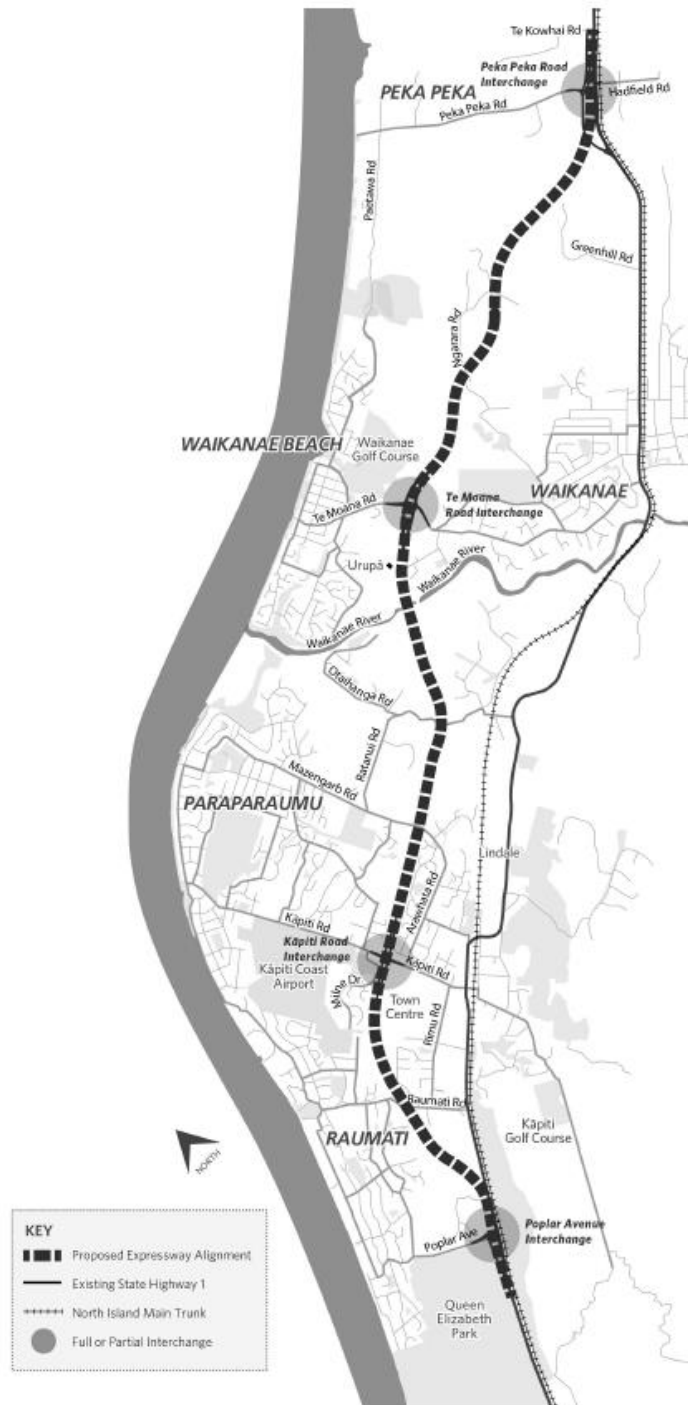 Te Kowhai Rd
Peka Peka Road
Interchange
PEKA PEKA
Hadfield Rd
Peka Peka Rd
Paetawa Rd
Greenhill Rd
Ngarara Rd
WAIKANAE BEACH
Waikanae
Golf Course
WAIKANAE
Te Moana Rd
Te Moana
Road Interchange
Urupā
Waikanae River
Waikanae River
Otaihanga Rd
Ratanui Rd
Mazengarb Rd
PARAPARAUMU
Lindale
Arawhata Rd
Kāpiti Rd
Kāpiti Road
Interchange
Kāpiti Rd
Kāpiti Coast
Airport
Milne Dr
Town
Centre
Rimu Rd
Raumati Rd
RAUMATI
Kāpiti
Golf Course
NORTH
Poplar Ave
Poplar Avenue
Interchange
Queen
Elizabeth
Park
KEY
Proposed Expressway Alignment
Existing State Highway 1
North Island Main Trunk
Full or Partial Interchange